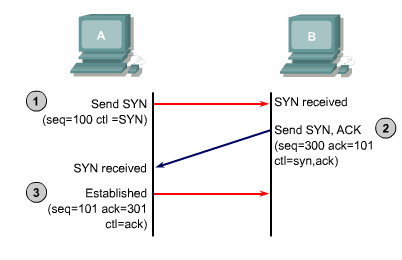 A
B
1
Send SYN
(seq=100 ctl =SYN)
SYN received
Send SYN, ACK
2
(seq=300 ack=101
ctl=syn,ack)
SYN received
3
Established
(seq=101 ack=301
ctl=ack)